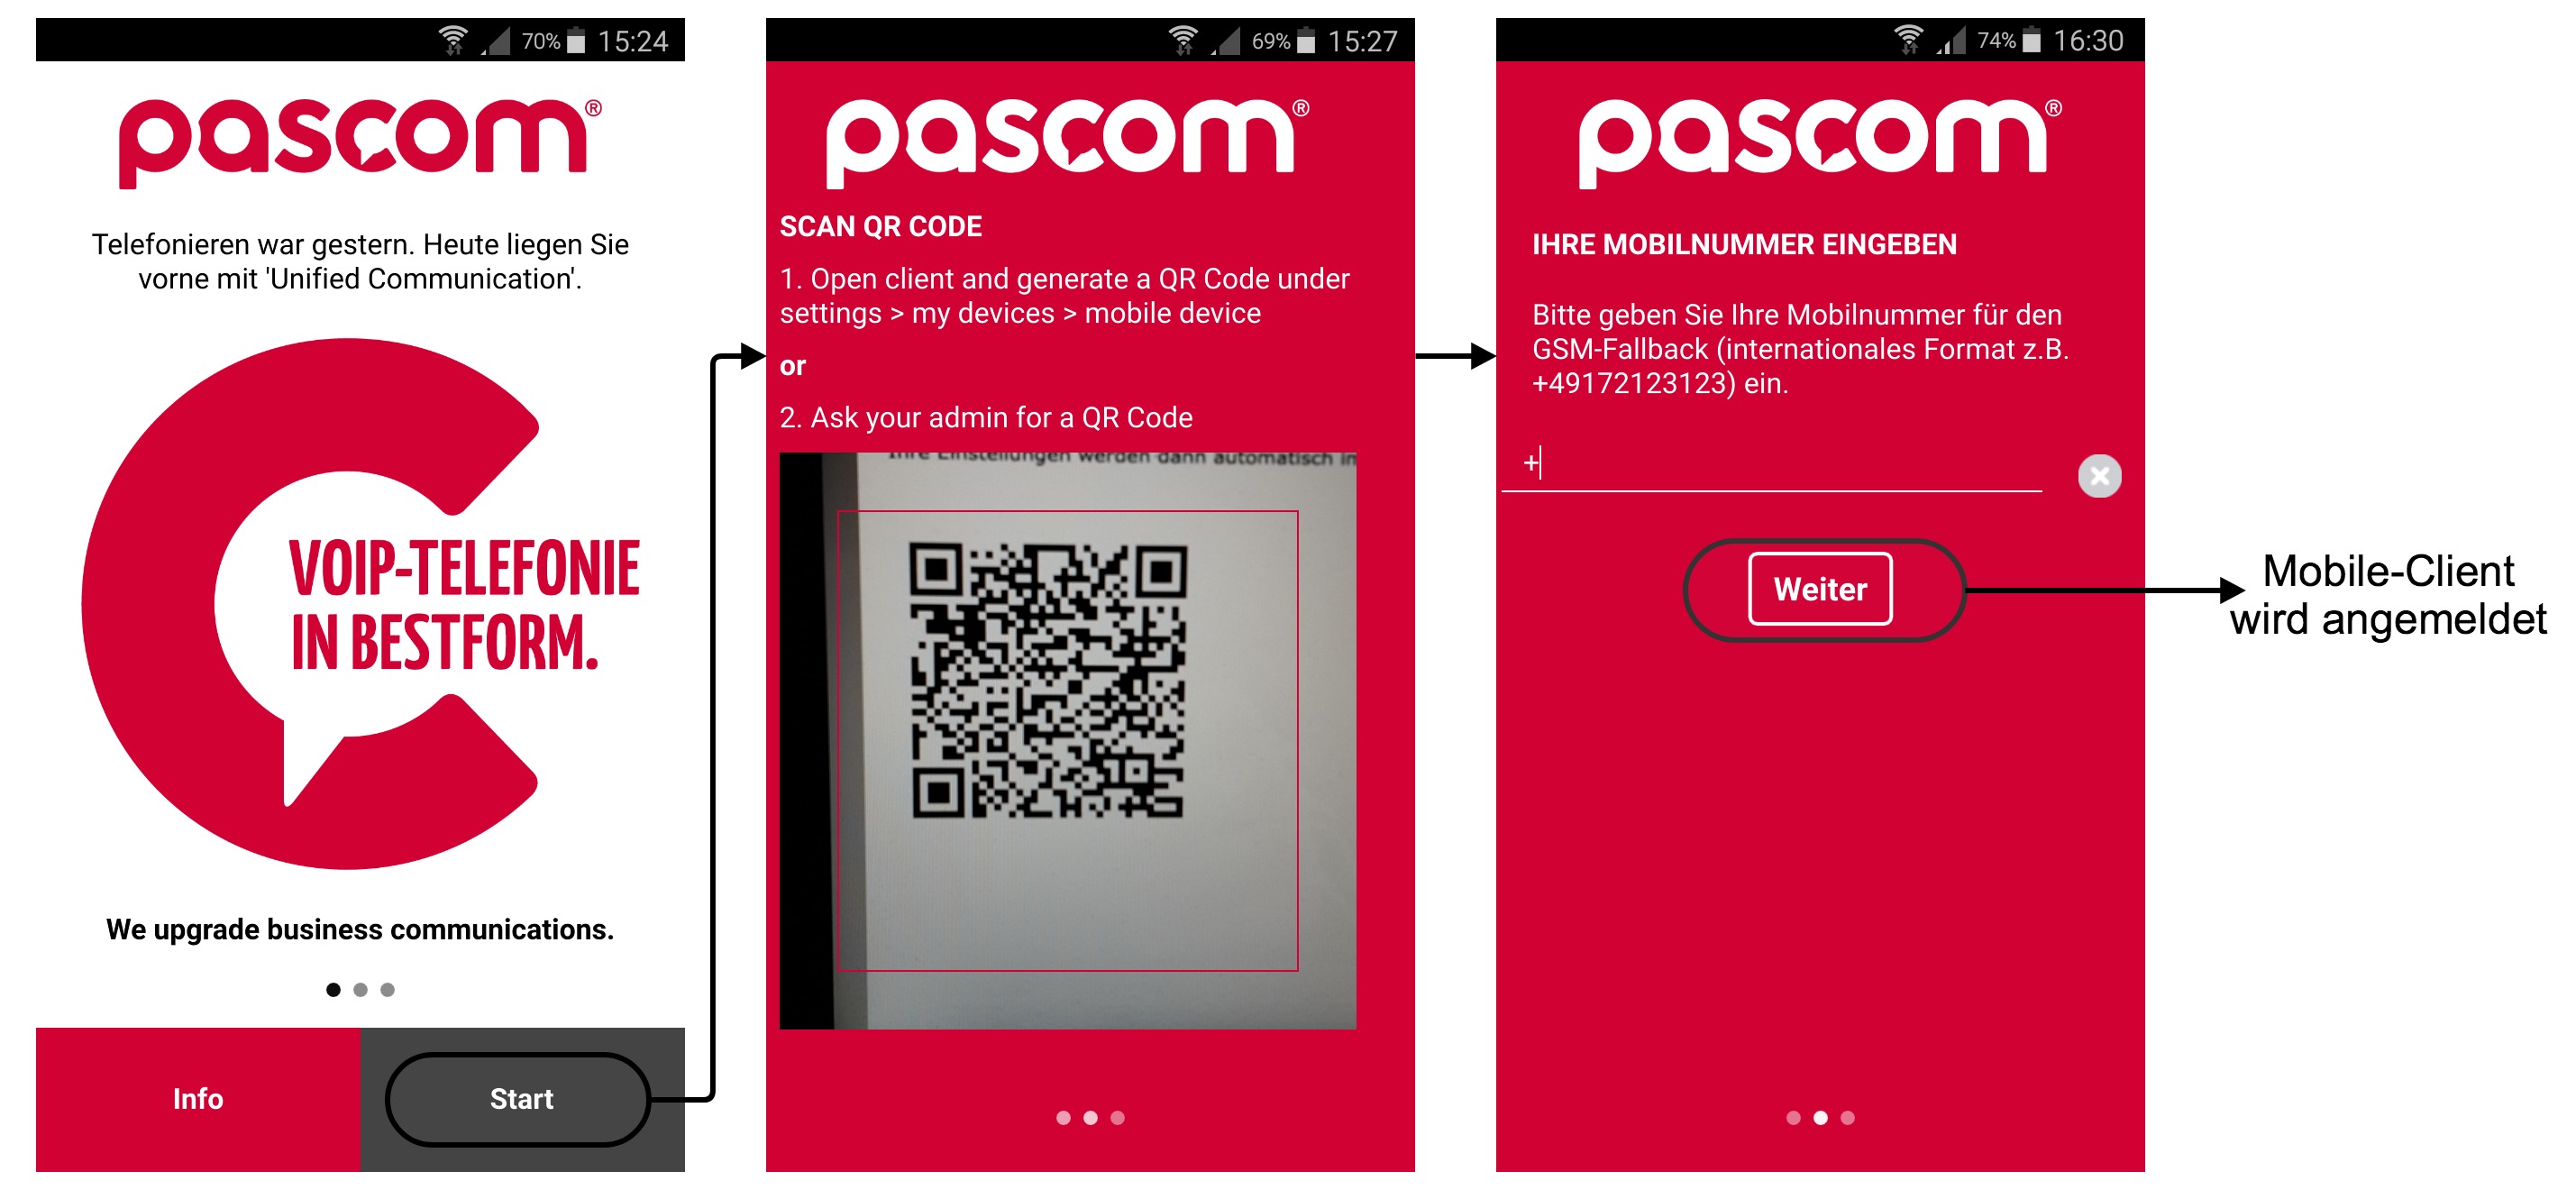 70% 15:24
pascom®
Telefonieren war gestern. Heute liegen Sie
vorne mit 'Unified Communication'.
VOIP-TELEFONIE
IN BESTFORM.
We upgrade business communications.
Info
Start
69% 15:27
pascom®
SCAN QR CODE
1. Open client and generate a QR Code under
settings > my devices > mobile device
or
2. Ask your admin for a QR Code
Ihre Einstellungen werden dann automatisch im
74% 16:30
pascom®
IHRE MOBILNUMMER EINGEBEN
Bitte geben Sie Ihre Mobilnummer für den
GSM-Fallback (internationales Format z.B.
+49172123123) ein.
+
Weiter
Mobile-Client
wird angemeldet